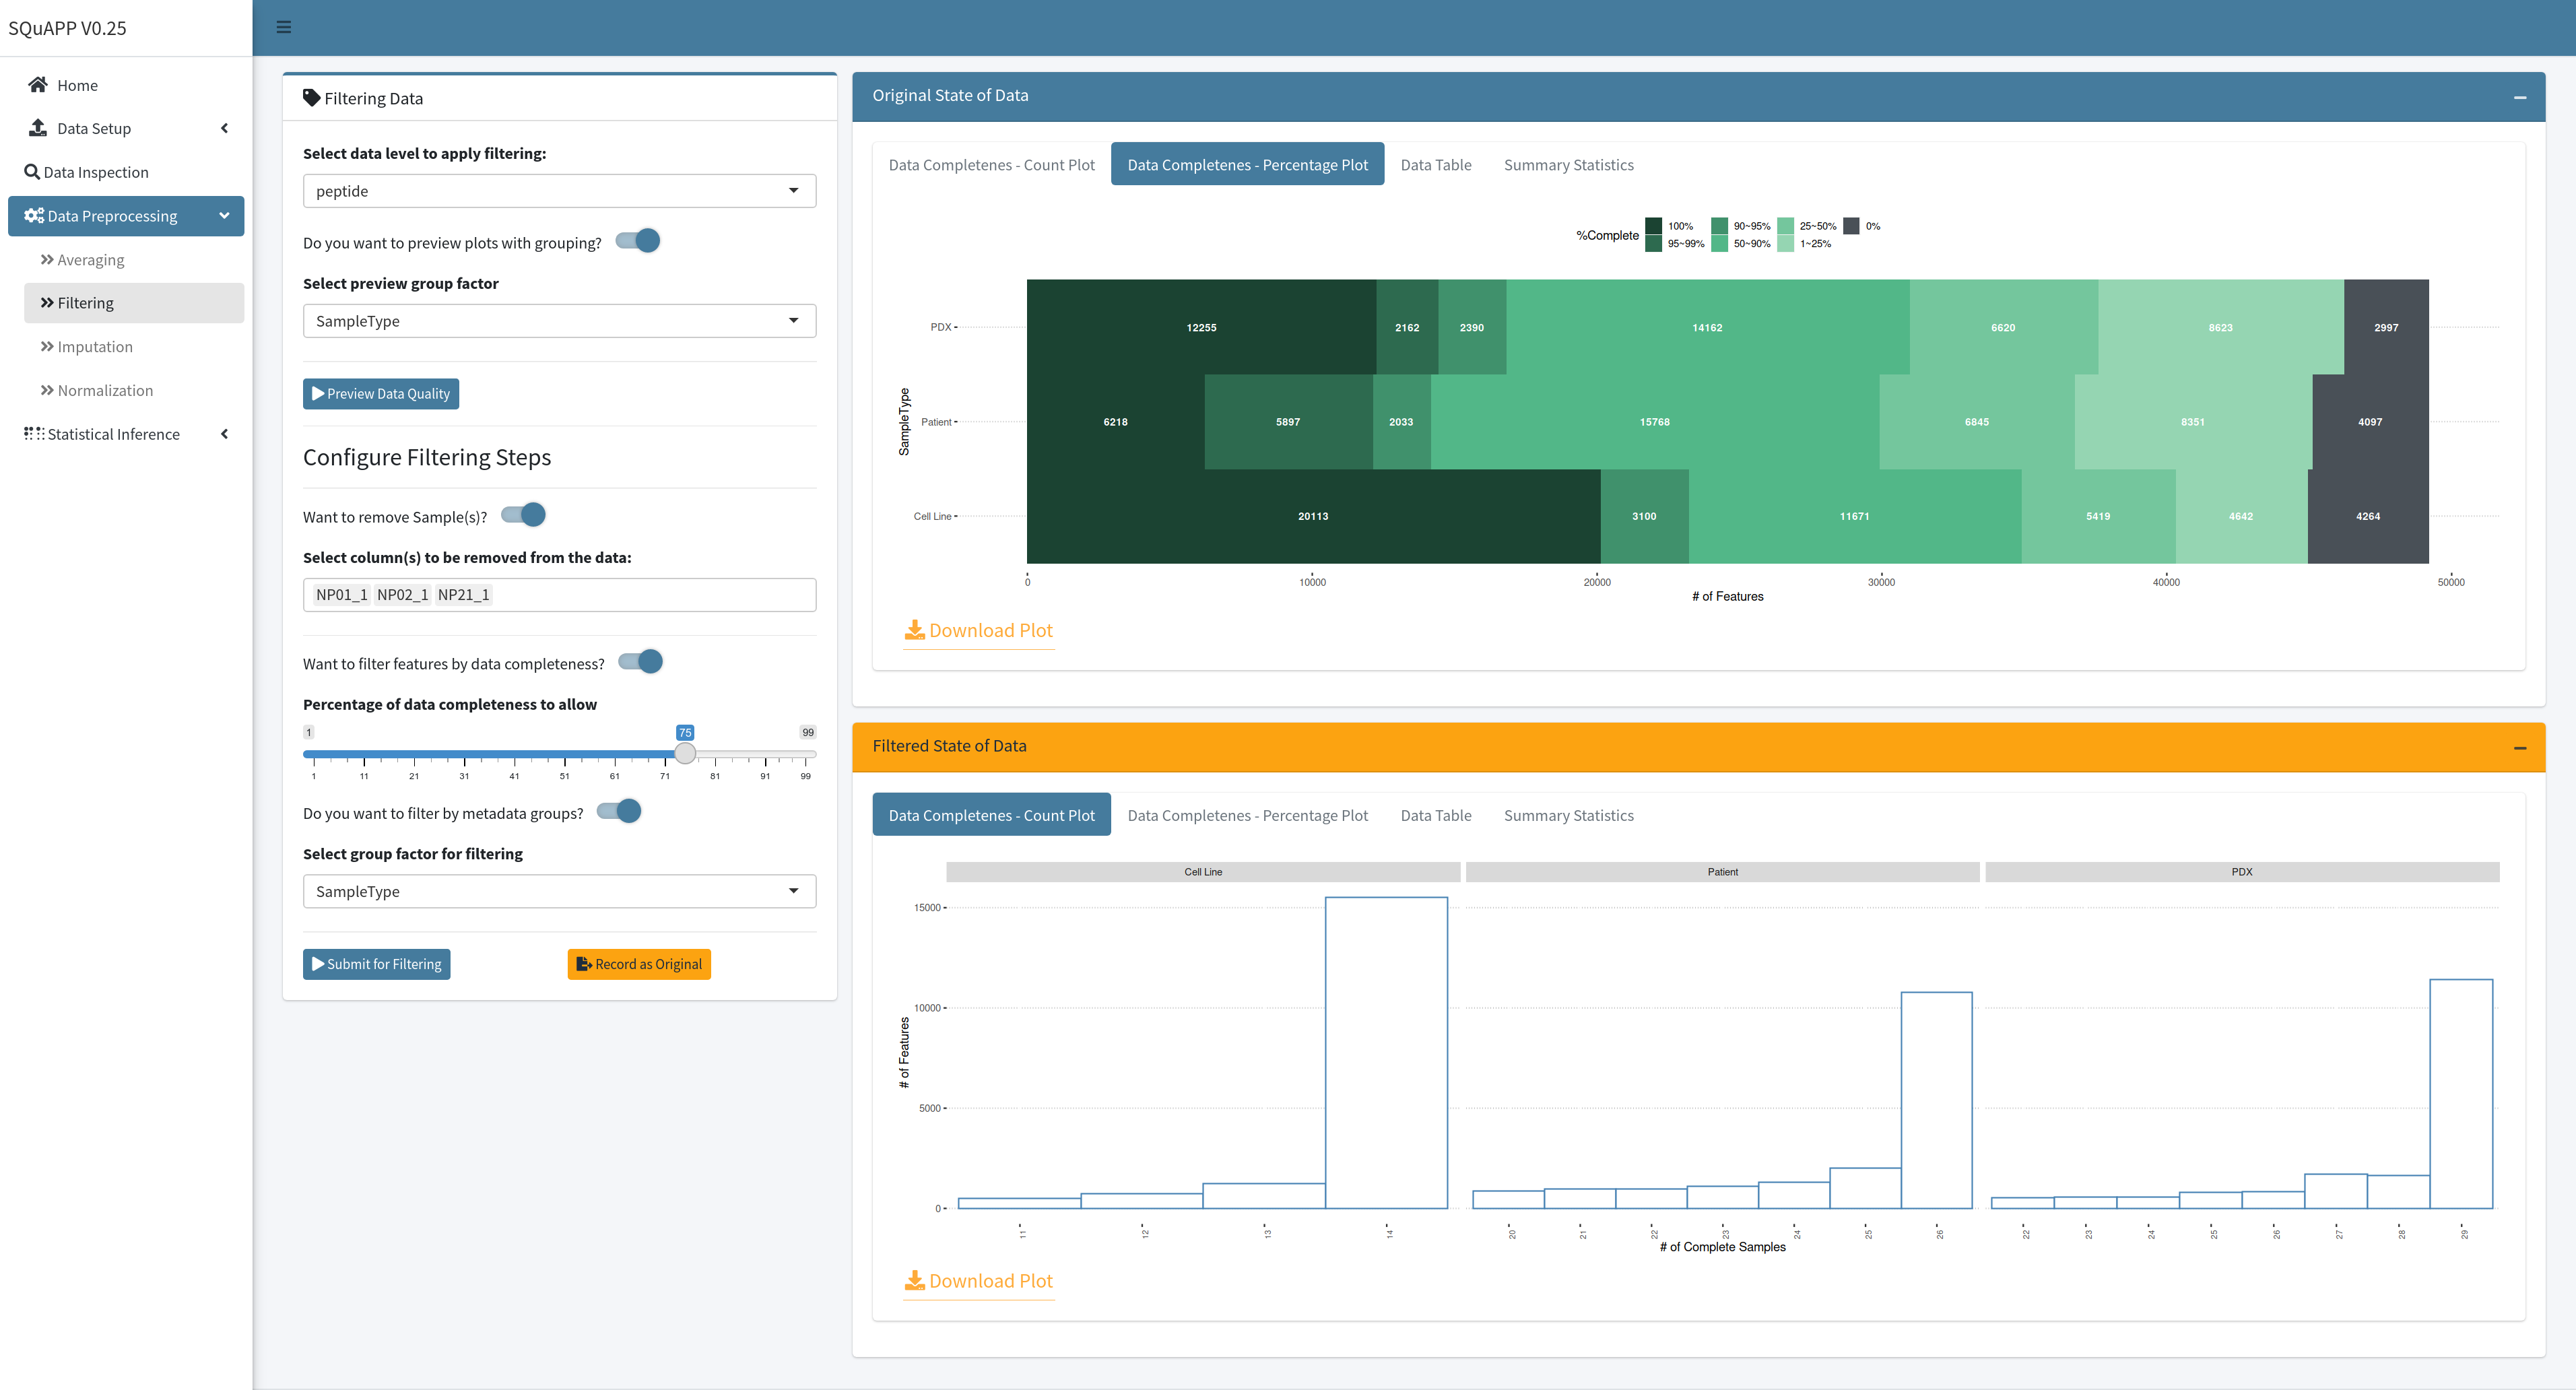 SQuAPP V0.25
Home
Data Setup
Data Inspection
Data Preprocessing
Averaging
Filtering
Imputation
Normalization
Statistical Inference
Filtering Data
Select data level to apply filtering:
peptide
Do you want to preview plots with grouping?
Select preview group factor
SampleType
Preview Data Quality
Configure Filtering Steps
Want to remove Sample(s)?
Select column(s) to be removed from the data:
NP01_1 NP02_1 NP21_1
Want to filter features by data completeness?
Percentage of data completeness to allow
1 75 99
1 11 21 31 41 51 61 71 81 91 99
Do you want to filter by metadata groups?
Select group factor for filtering
SampleType
Submit for Filtering Record as Original
Original State of Data
Data Completenes - Count Plot Data Completenes - Percentage Plot Data Table Summary Statistics
%Complete 100% 90~95% 25~50% 0%
95~99% 50~90% 1~25%
SampleType
PDX 12255 2162 2390 14162 6620 8623 2997
Patient 6218 5897 2033 15768 6845 8351 4097
Cell Line 20113 3100 11671 5419 4642 4264
0 10000 20000 30000 40000 50000
# of Features
Download Plot
Filtered State of Data
Data Completenes - Count Plot Data Completenes - Percentage Plot Data Table Summary Statistics
Cell Line Patient PDX
# of Features
15000
10000
5000
0
11 12 13 14 20 21 22 23 24 25 26 22 23 24 25 26 27 28 29
# of Complete Samples
Download Plot